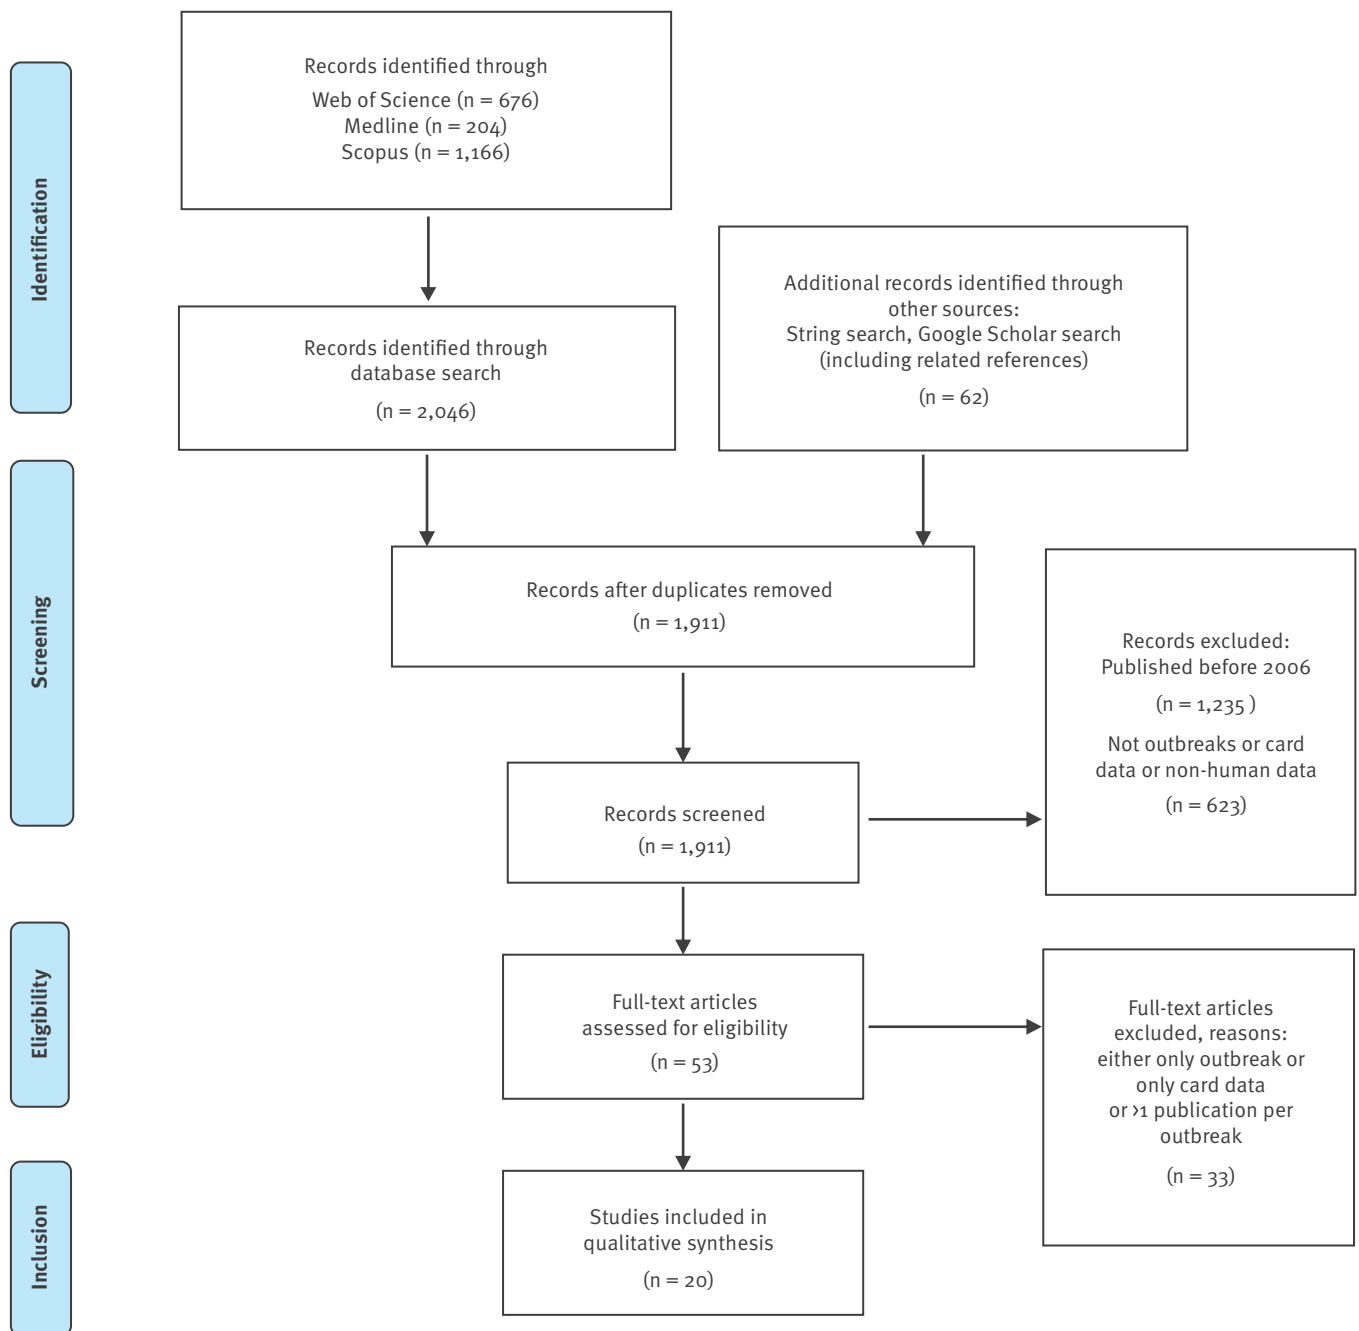 Identification
Records identified through
Web of Science (n = 676)
Medline (n = 204)
Scopus (n = 1,166)
Records identified through
database search
(n = 2,046)
Additional records identified through
other sources:
String search, Google Scholar search
(including related references)
(n = 62)
Screening
Records after duplicates removed
(n = 1,911)
Records screened
(n = 1,911)
Records excluded:
Published before 2006
(n = 1,235 )
Not outbreaks or card
data or non-human data
(n = 623)
Eligibility
Full-text articles
assessed for eligibility
(n = 53)
Full-text articles
excluded, reasons:
either only outbreak or
only card data
or >1 publication per
outbreak
(n = 33)
Inclusion
Studies included in
qualitative synthesis
(n = 20)